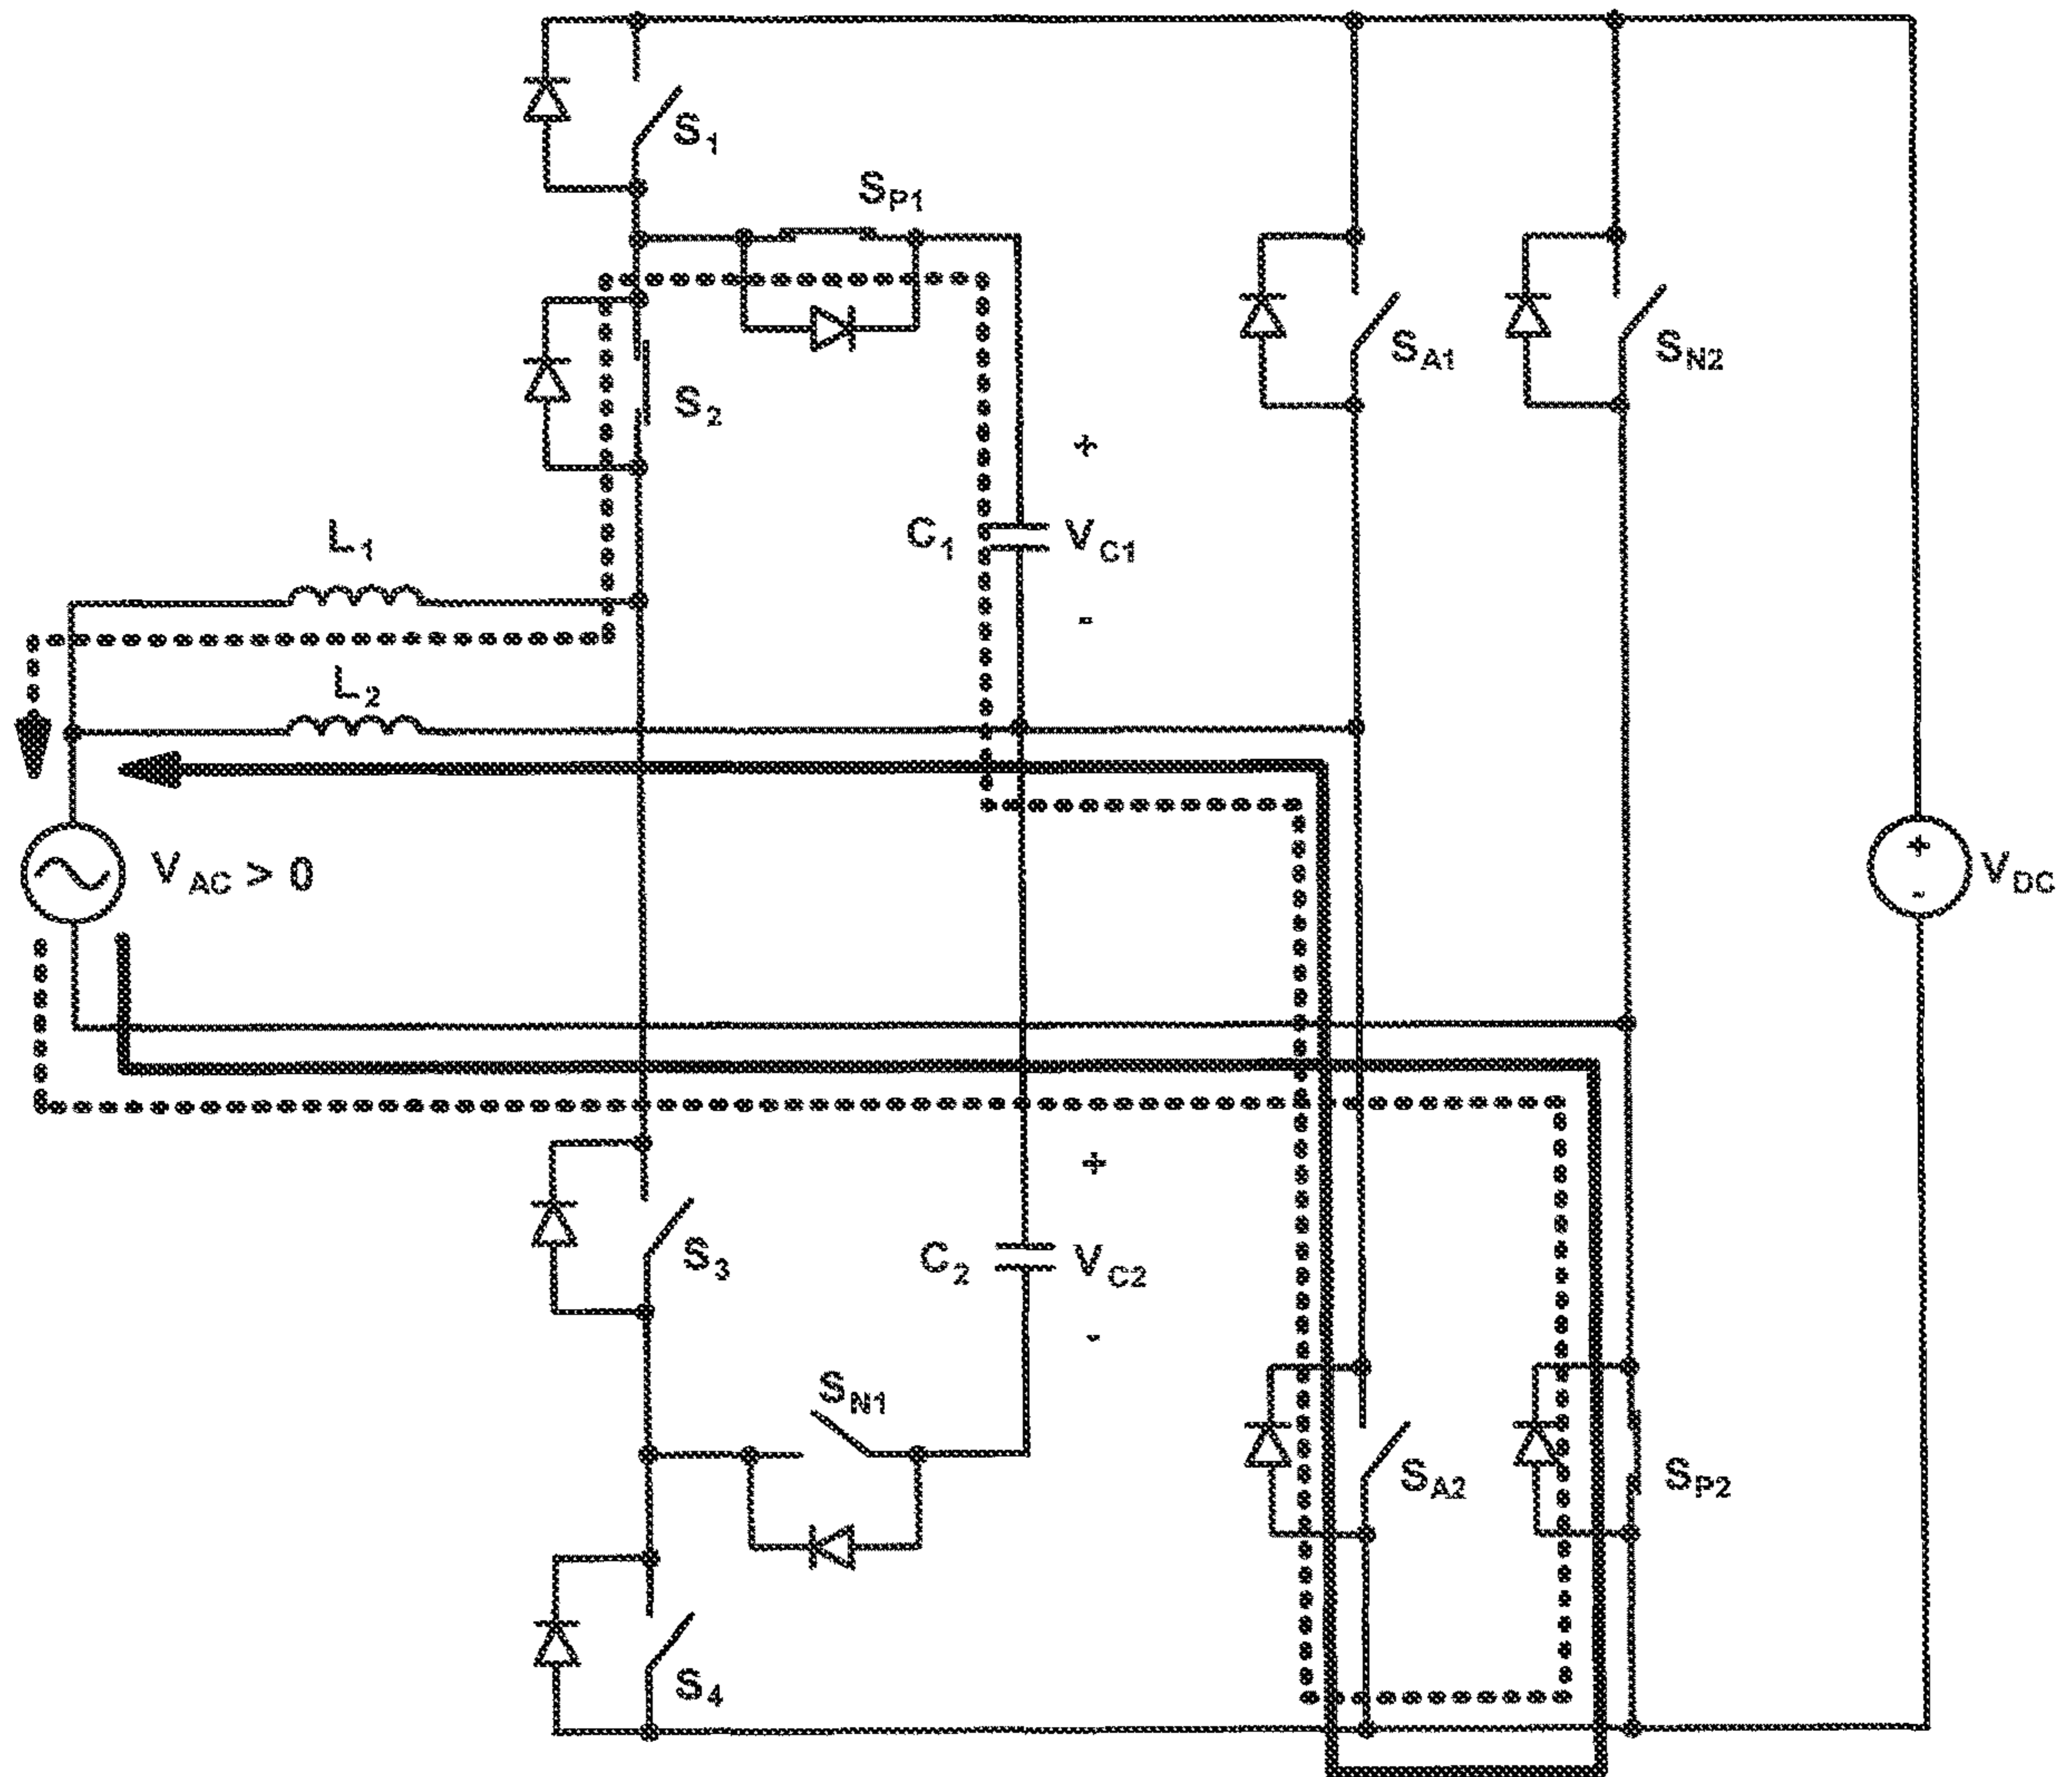 S1
SP1
SA1
SN2
S2
+
C1
VC1
-
L1
L2
VAC > 0
+
-
VDC
+
C2
VC2
-
S3
SN1
SA2
SP2
S4